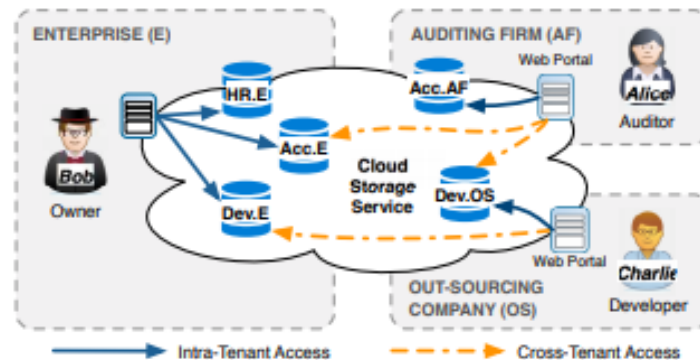 ENTERPRISE (E)
AUDITING FIRM (AF)
Web Portal
HR.E
Acc.AF
Alice
Auditor
Bob
Owner
Acc.E
Cloud
Storage
Service
Dev.E
Dev.OS
Web Portal
Charlie
Developer
OUT-SOURCING
COMPANY (OS)
Intra-Tenant Access
Cross-Tenant Access